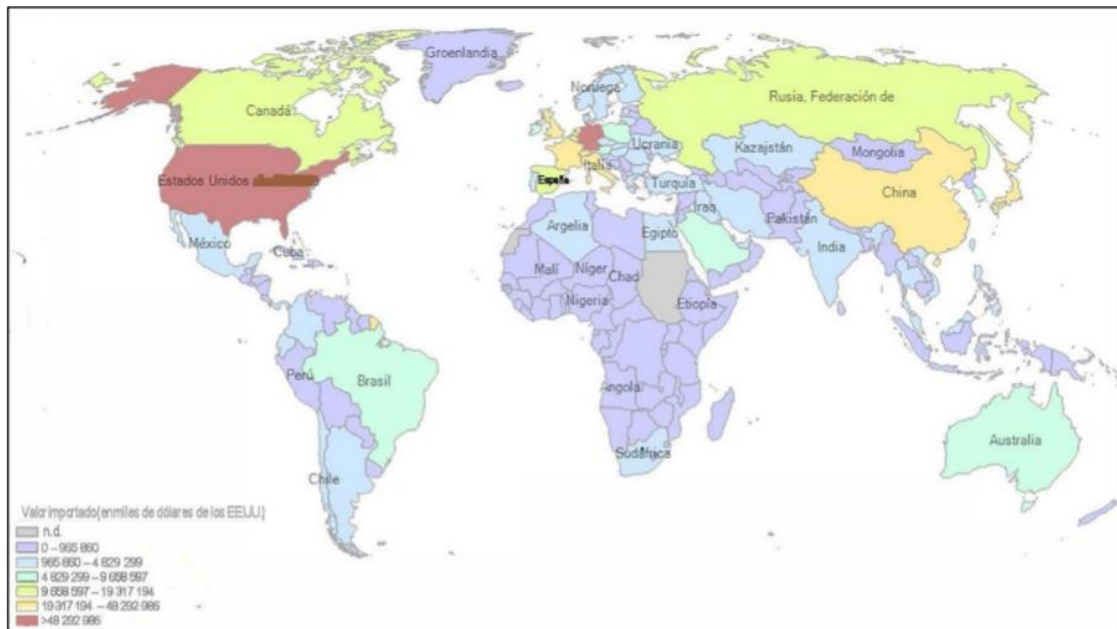 Groenlandia
Noruega
Canadá
Rusia, Federación de
Ucrania
Kazajstán
Mongolia
Italia
España
Estados Unidos
Turquía
China
Iraq
Pakistán
Argelia
Egipto
México
India
Cuba
Malí
Níger
Chad
Nigeria
Etiopía
Perú
Brasil
Angola
Sudáfrica
Australia
Chile
Valor importado(enmiles de dólares de los EEUU)
n.d.
0 – 965 860
965 860 – 4 829 299
4 829 299 – 9 658 597
9 658 597 – 19 317 194
19 317 194 – 48 292 986
>48 292 986